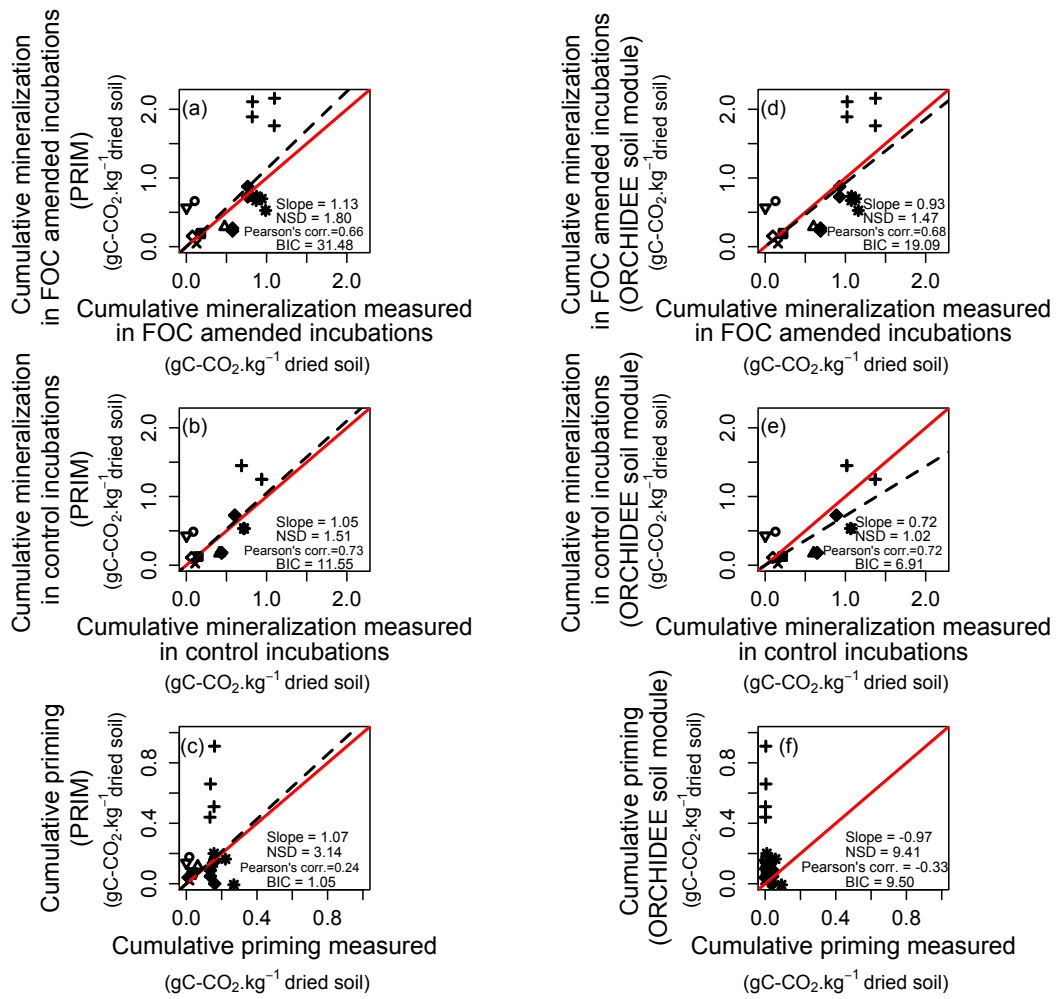 Cumulative mineralization
in FOC amended incubations
(PRIM)
(gC-CO₂.kg⁻¹dried soil)
0.0 1.0 2.0
(a)
Slope = 1.13
NSD = 1.80
Pearson's corr.=0.66
BIC = 31.48
0.0 1.0 2.0
Cumulative mineralization measured
in FOC amended incubations
(gC-CO₂.kg⁻¹ dried soil)
Cumulative mineralization
in FOC amended incubations
(ORCHIDEE soil module)
(gC-CO₂.kg⁻¹dried soil)
0.0 1.0 2.0
(d)
Slope = 0.93
NSD = 1.47
Pearson's corr.=0.68
BIC = 19.09
0.0 1.0 2.0
Cumulative mineralization measured
in FOC amended incubations
(gC-CO₂.kg⁻¹ dried soil)
Cumulative mineralization
in control incubations
(PRIM)
(gC-CO₂.kg⁻¹dried soil)
0.0 1.0 2.0
(b)
Slope = 1.05
NSD = 1.51
Pearson's corr.=0.73
BIC = 11.55
0.0 1.0 2.0
Cumulative mineralization measured
in control incubations
(gC-CO₂.kg⁻¹ dried soil)
Cumulative mineralization
in control incubations
(ORCHIDEE soil module)
(gC-CO₂.kg⁻¹dried soil)
0.0 1.0 2.0
(e)
Slope = 0.72
NSD = 1.02
Pearson's corr.=0.72
BIC = 6.91
0.0 1.0 2.0
Cumulative mineralization measured
in control incubations
(gC-CO₂.kg⁻¹ dried soil)
Cumulative priming
(PRIM)
(gC-CO₂.kg⁻¹dried soil)
0.0 0.4 0.8
(c)
Slope = 1.07
NSD = 3.14
Pearson's corr.=0.24
BIC = 1.05
0.0 0.4 0.8
Cumulative priming measured
(gC-CO₂.kg⁻¹ dried soil)
Cumulative priming
(ORCHIDEE soil module)
(gC-CO₂.kg⁻¹dried soil)
0.0 0.4 0.8
(f)
Slope = -0.97
NSD = 9.41
Pearson's corr. = -0.33
BIC = 9.50
0.0 0.4 0.8
Cumulative priming measured
(gC-CO₂.kg⁻¹ dried soil)